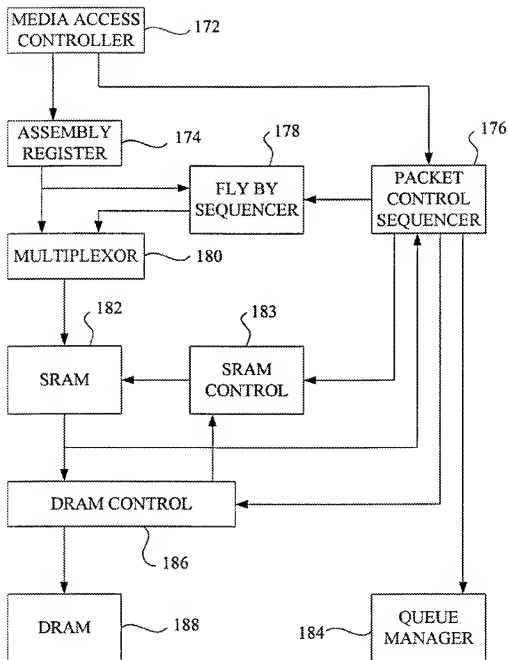 MEDIA ACCESS
CONTROLLER
172
ASSEMBLY
REGISTER
174
178
176
FLY BY
SEQUENCER
PACKET
CONTROL
SEQUENCER
MULTIPLEXOR
180
182
183
SRAM
SRAM
CONTROL
DRAM CONTROL
186
DRAM
188
184
QUEUE
MANAGER